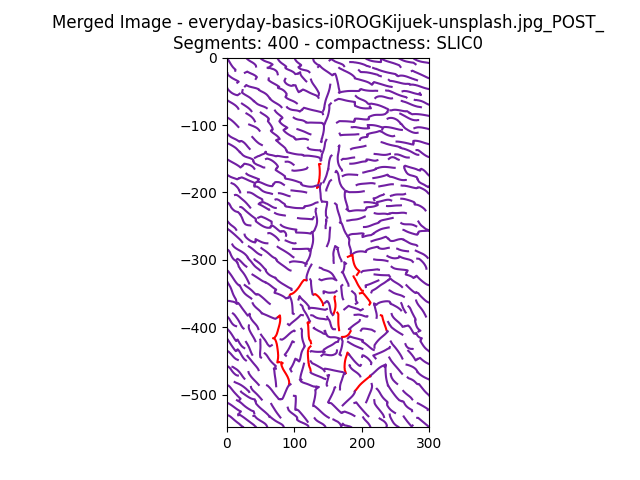 Merged Image - everyday-basics-i0ROGKijuek-unsplash.jpg_POST_
Segments: 400 - compactness: SLIC0
0
−100
−200
−300
−400
−500
0 100 200 300